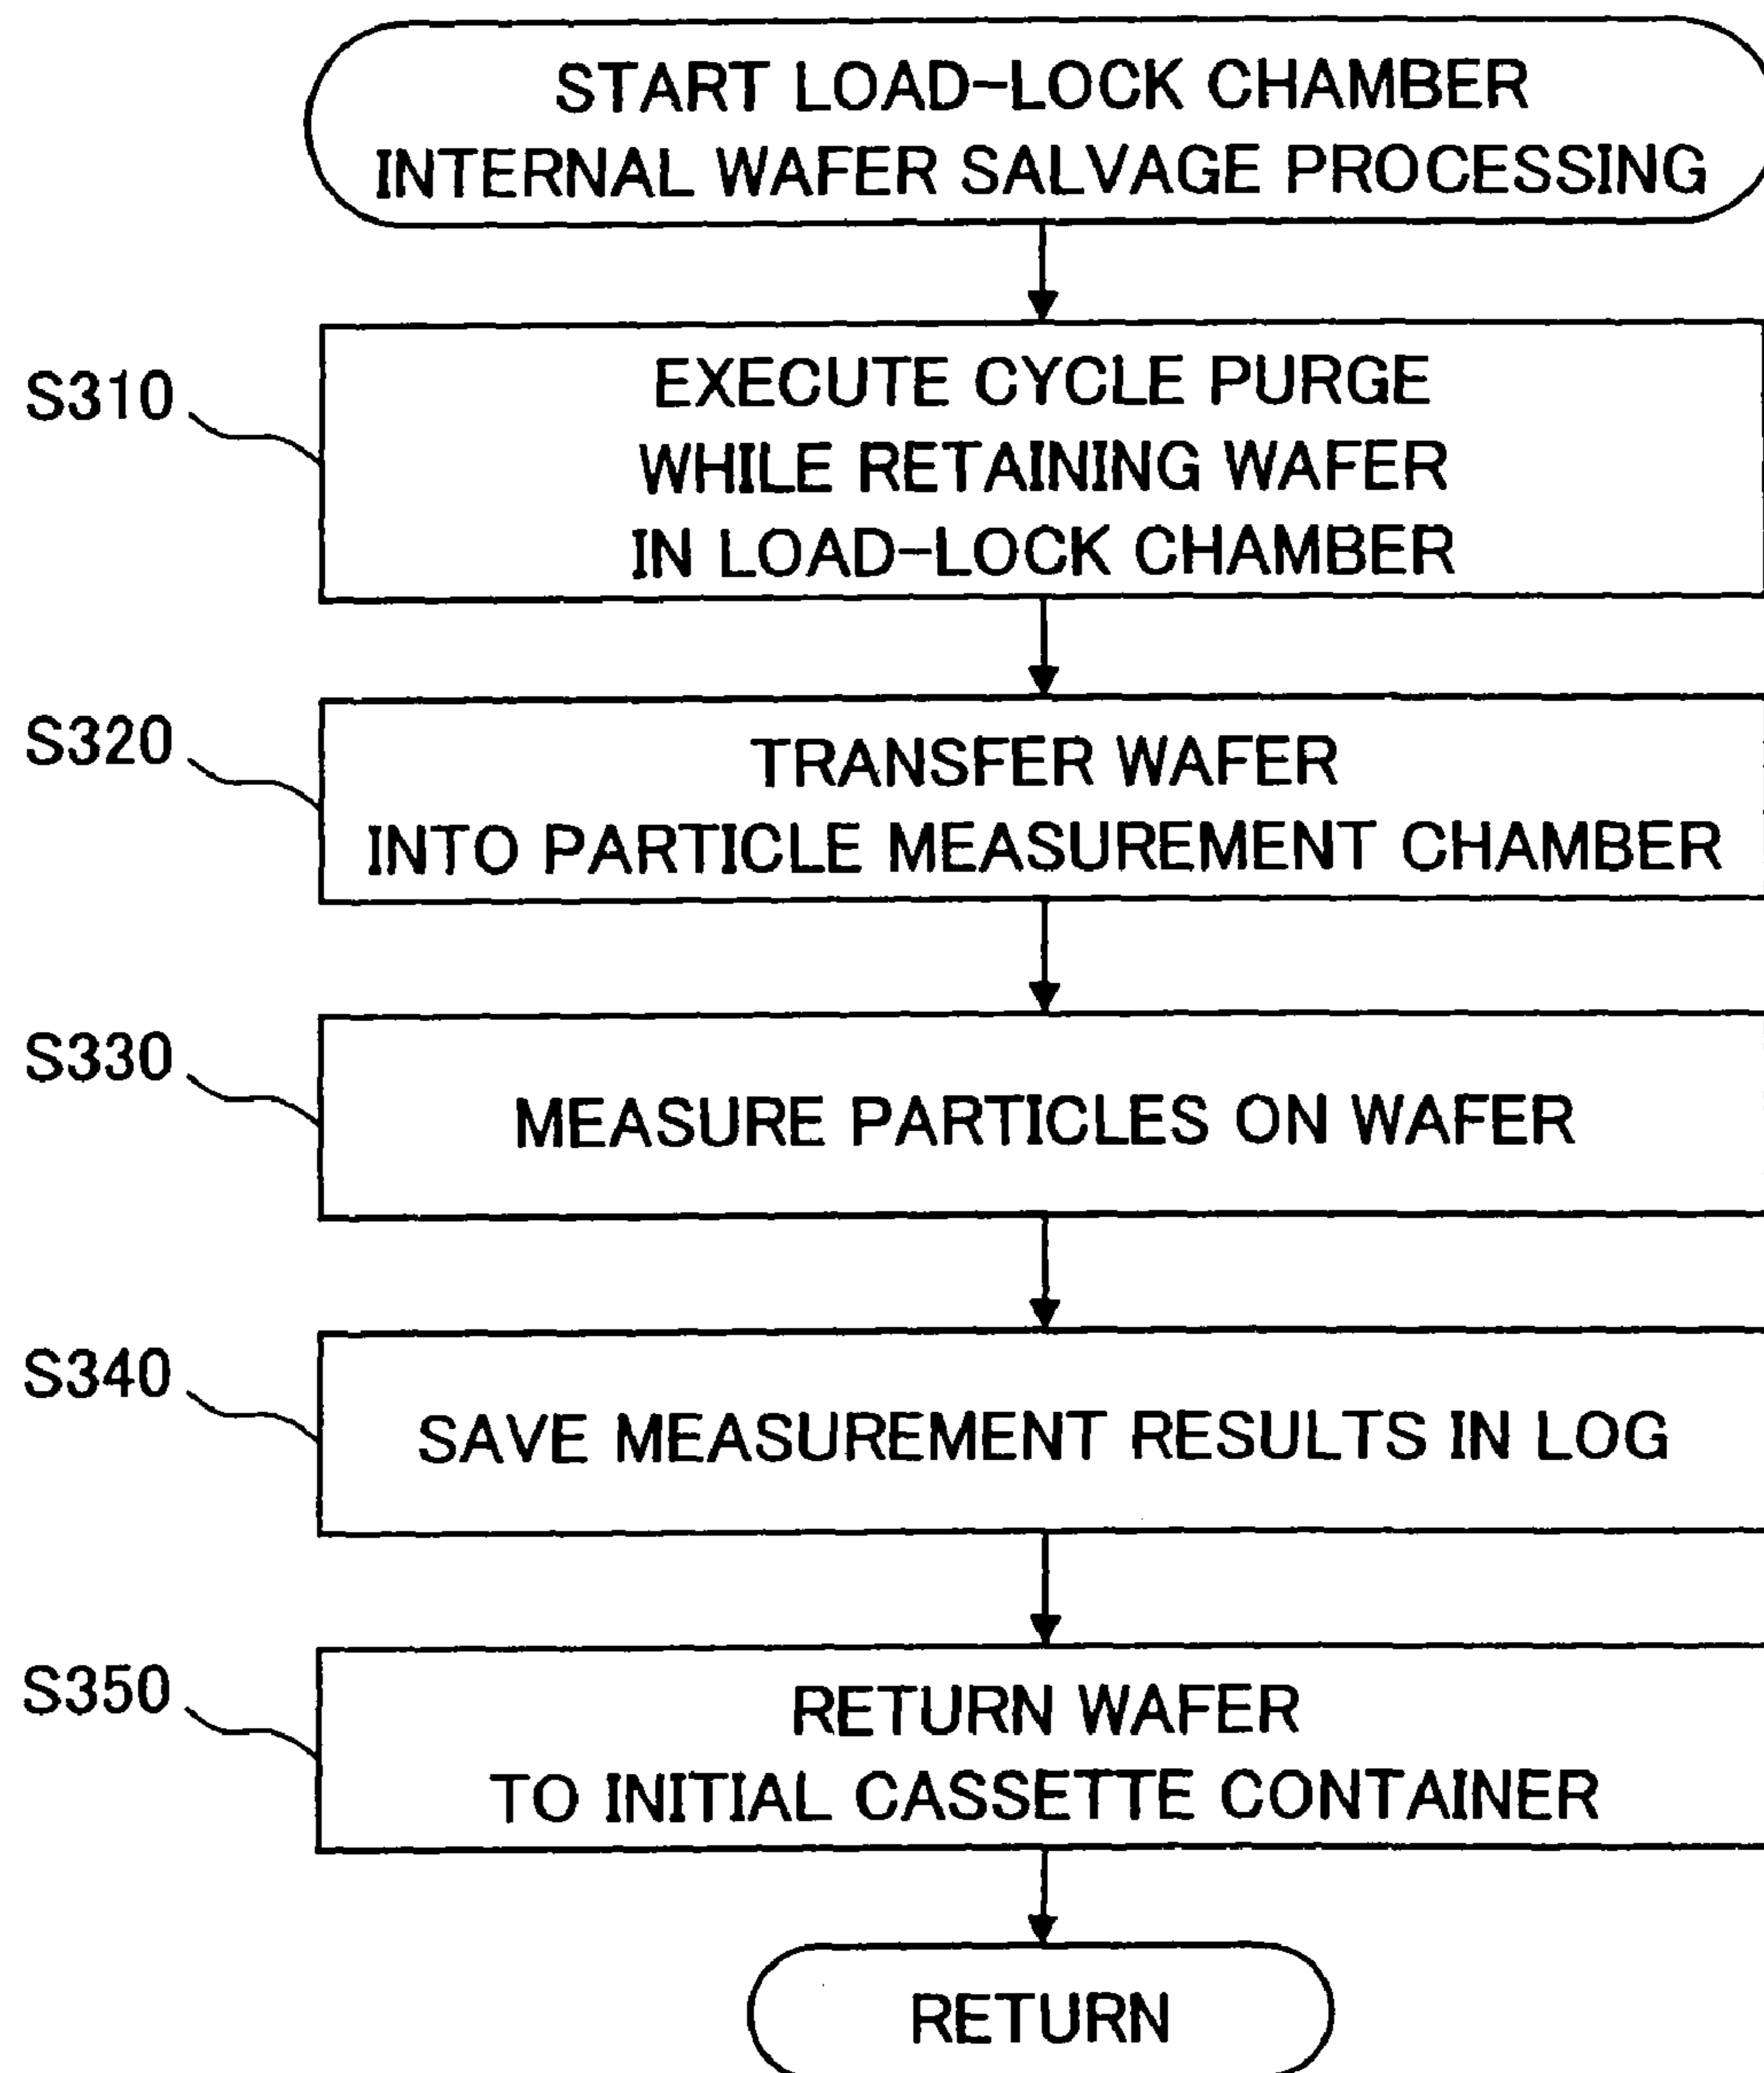 START LOAD-LOCK CHAMBER
INTERNAL WAFER SALVAGE PROCESSING
S310
EXECUTE CYCLE PURGE
WHILE RETAINING WAFER
IN LOAD-LOCK CHAMBER
S320
TRANSFER WAFER
INTO PARTICLE MEASUREMENT CHAMBER
S330
MEASURE PARTICLES ON WAFER
S340
SAVE MEASUREMENT RESULTS IN LOG
S350
RETURN WAFER
TO INITIAL CASSETTE CONTAINER
RETURN